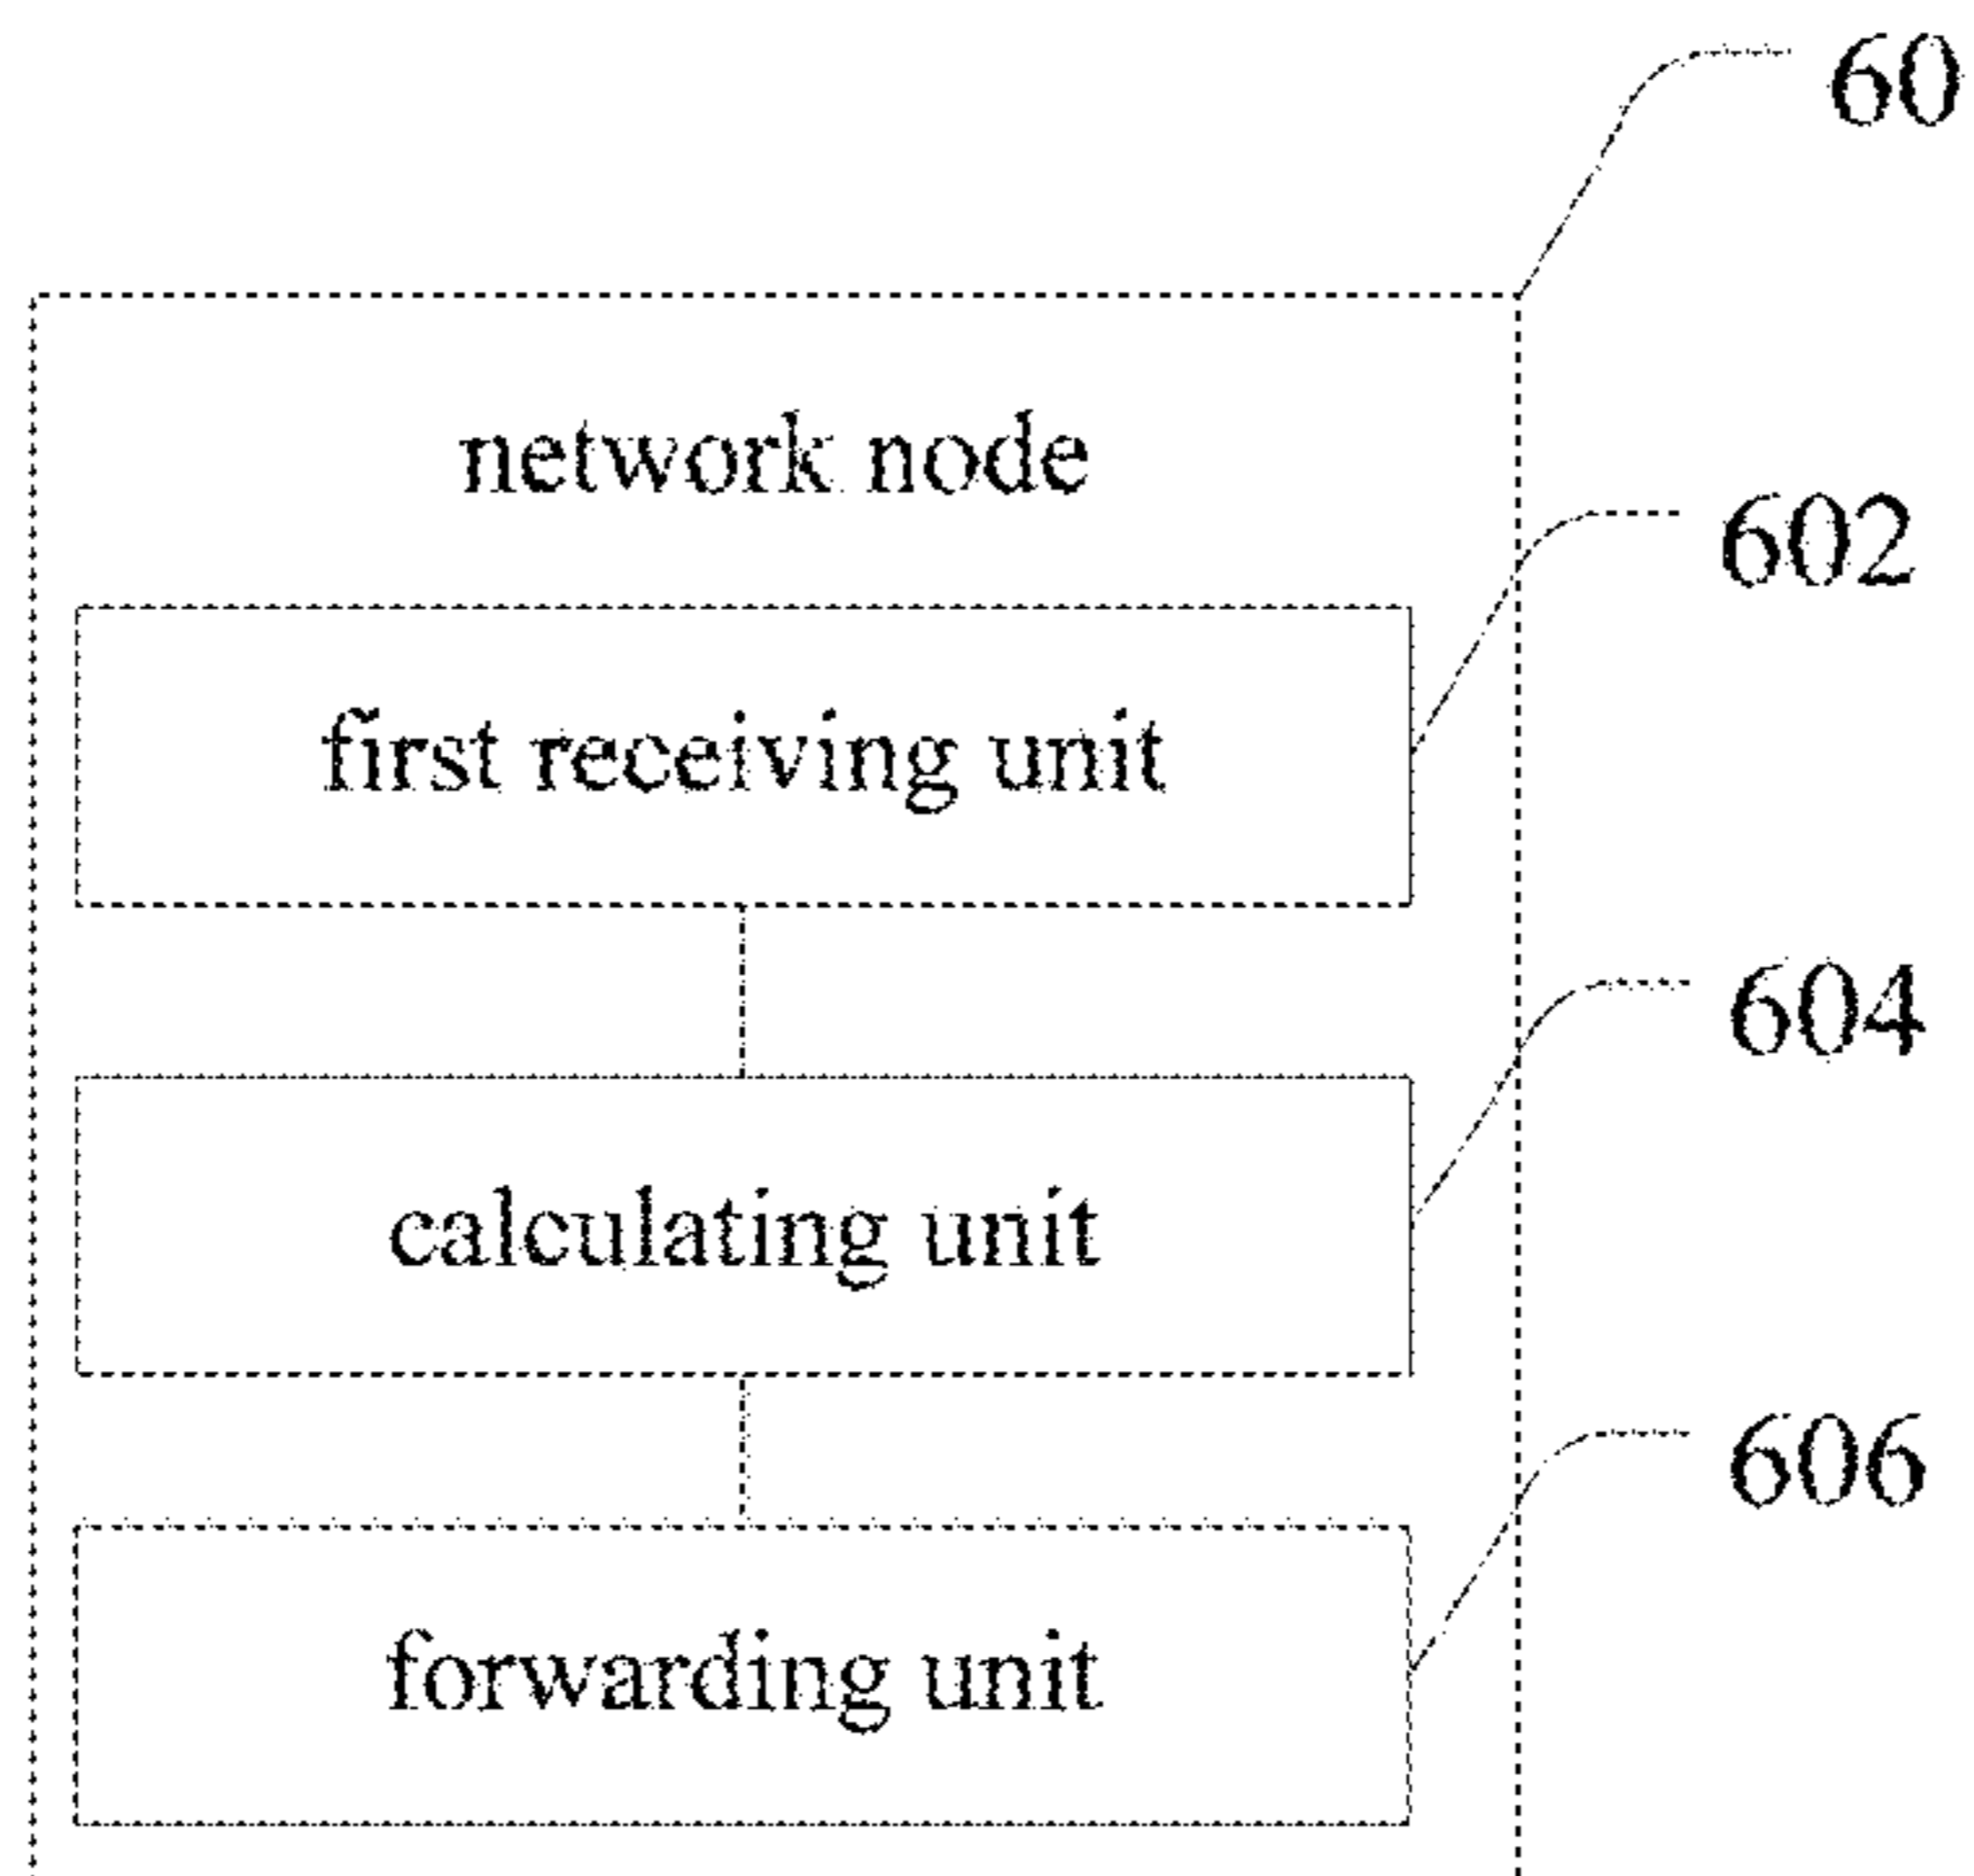 60
network node
602
first receiving unit
604
calculating unit
606
forwarding unit